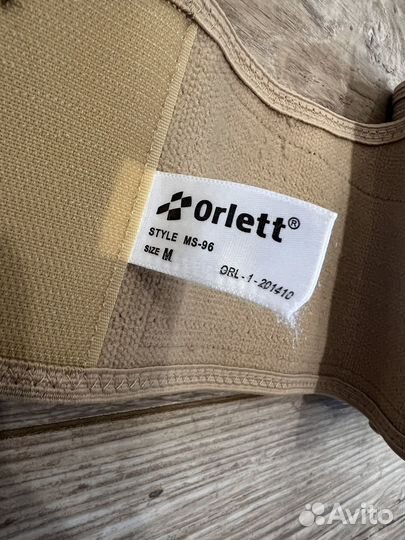 Orlett®
STYLE MS-96
SIZE M
ORL-1-201410
Avito